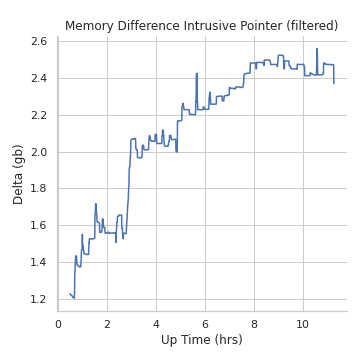 Memory Difference Intrusive Pointer (filtered)
2.6
2.4
2.2
2.0
1.8
1.6
1.4
1.2
Delta (gb)
0 2 4 6 8 10
Up Time (hrs)